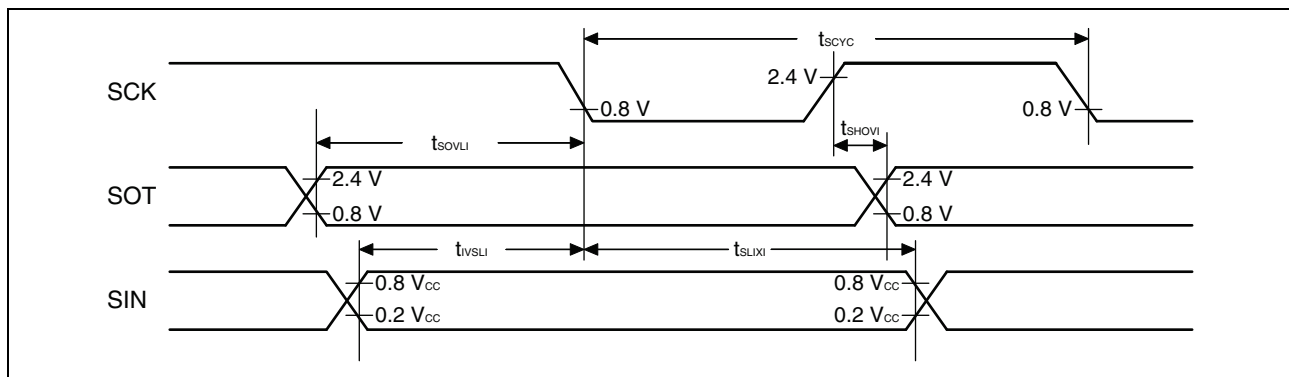 tSCYC
SCK
2.4 V
0.8 V
0.8 V
tSOVLI
tSHOVI
SOT
2.4 V
0.8 V
2.4 V
0.8 V
tIVSLI
tSLIXI
SIN
0.8 VCC
0.2 VCC
0.8 VCC
0.2 VCC